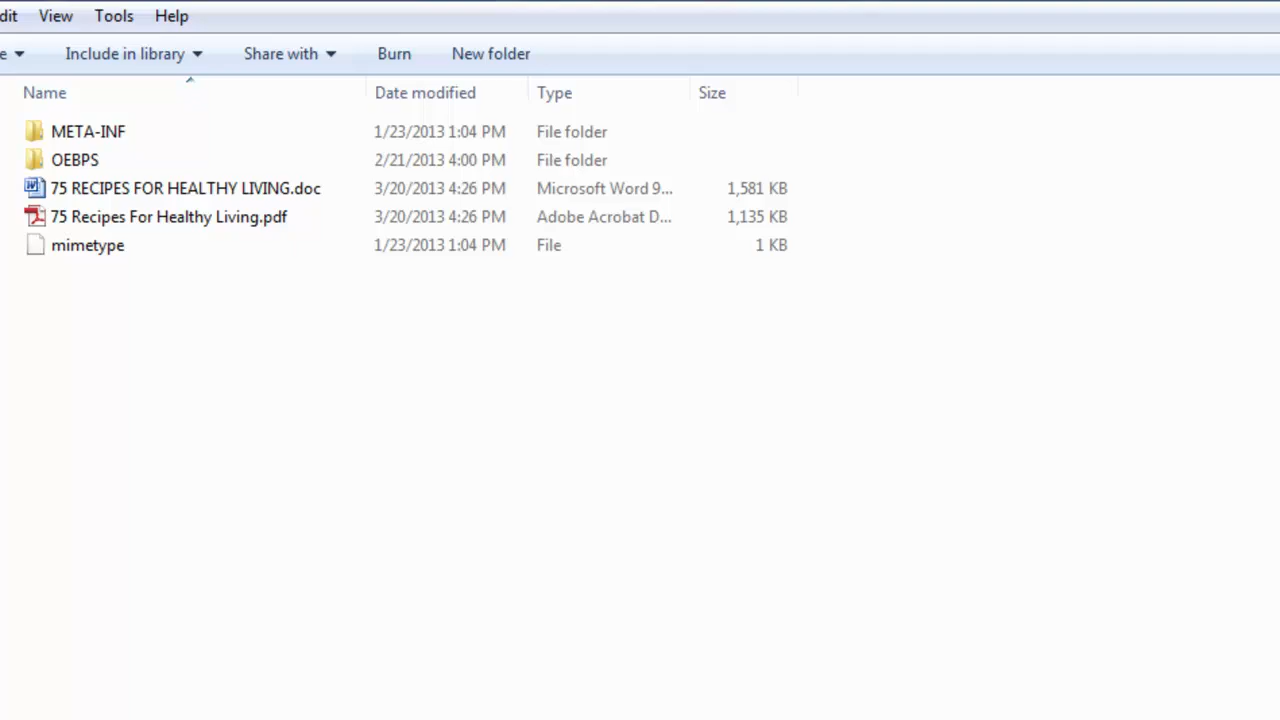 dit View Tools Help
e Include in library Share with Burn New folder
Name Date modified Type Size
META-INF 1/23/2013 1:04 PM File folder
OEBPS 2/21/2013 4:00 PM File folder
75 RECIPES FOR HEALTHY LIVING.doc 3/20/2013 4:26 PM Microsoft Word 9... 1,581 KB
75 Recipes For Healthy Living.pdf 3/20/2013 4:26 PM Adobe Acrobat D... 1,135 KB
mimetype 1/23/2013 1:04 PM File 1 KB